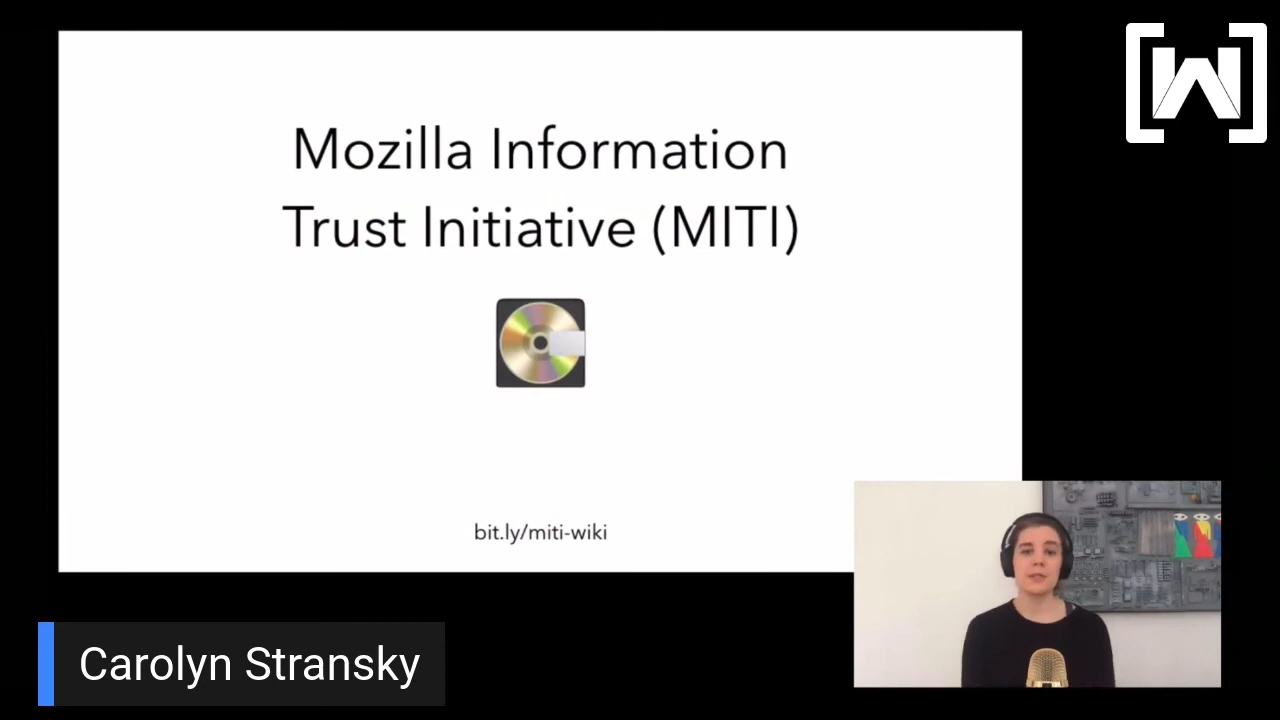 Mozilla Information
Trust Initiative (MITI)
bit.ly/miti-wiki
Carolyn Stransky
[W]